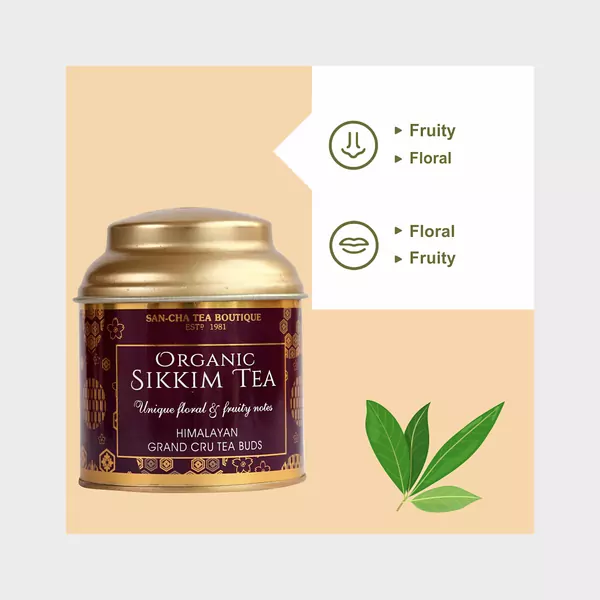 Fruity
Floral
Floral
Fruity
SAN-CHA TEA BOUTIQUE
ESTD 1981
ORGANIC
SIKKIM TEA
Unique floral & fruity notes
HIMALAYAN
GRAND CRU TEA BUDS